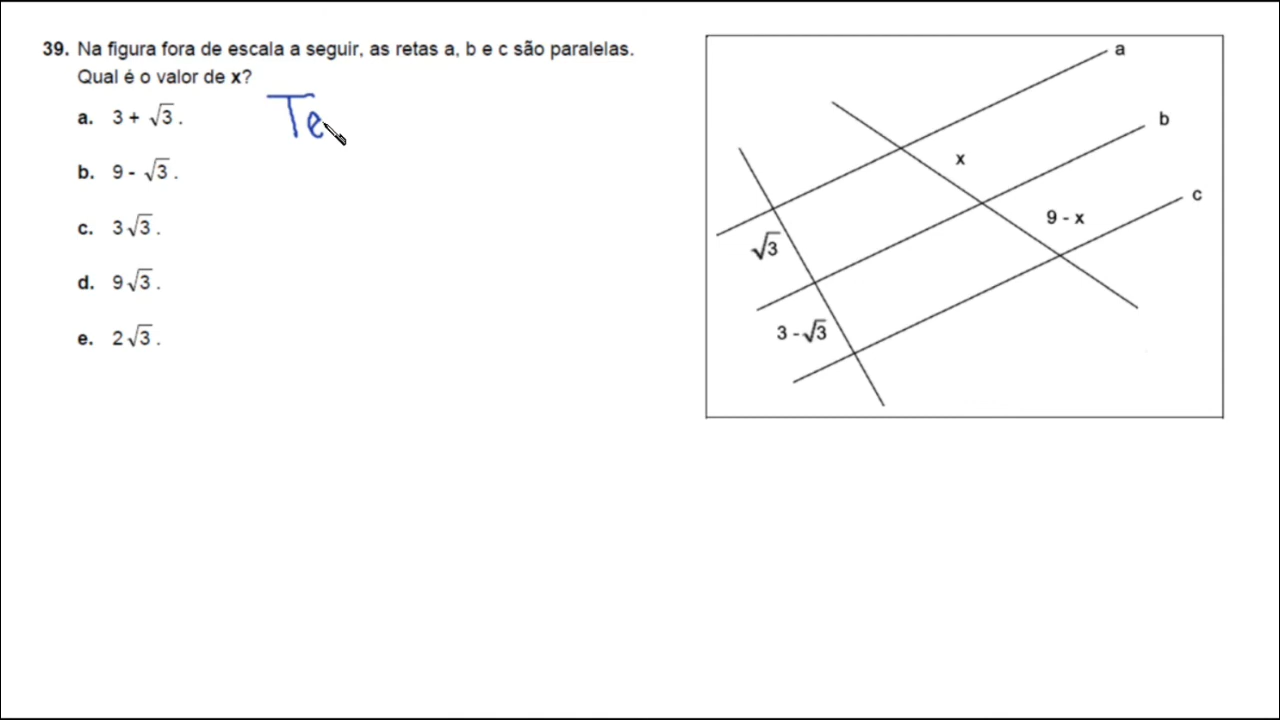 39. Na figura fora de escala a seguir, as retas a, b e c são paralelas.
Qual é o valor de x?
a. 3 + √3 .
b. 9 - √3 .
c. 3√3 .
d. 9√3 .
e. 2√3 .
Te
a
b
x
c
9 - x
√3
3 - √3